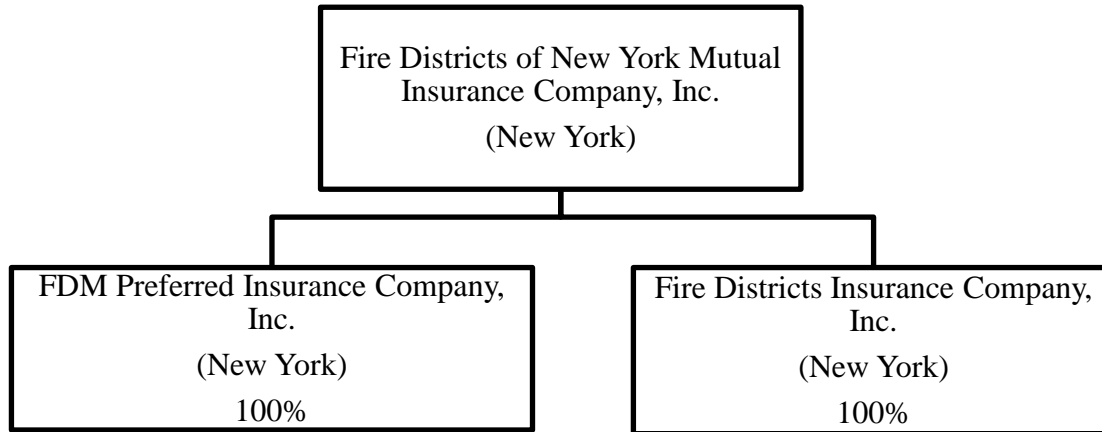 Fire Districts of New York Mutual
Insurance Company, Inc.
(New York)
FDM Preferred Insurance Company,
Inc.
(New York)
100%
Fire Districts Insurance Company,
Inc.
(New York)
100%